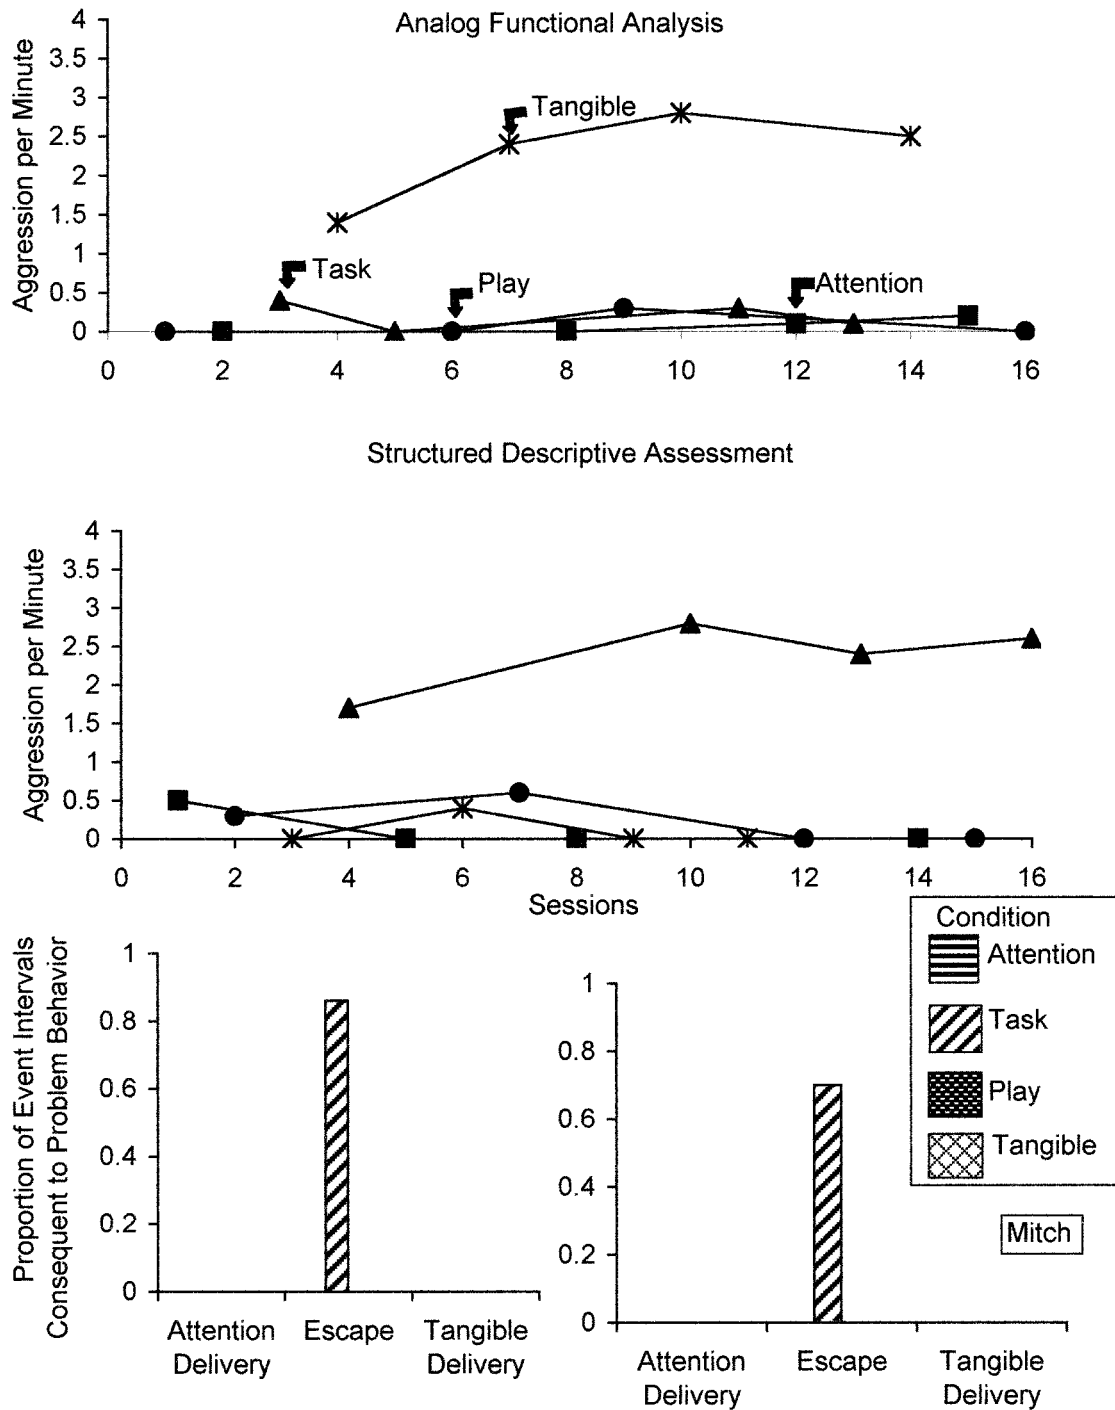 Analog Functional Analysis
Aggression per Minute
4
3.5
3
2.5
2
1.5
1
0.5
0
Tangible
Task
Play
Attention
0 2 4 6 8 10 12 14 16
Structured Descriptive Assessment
Aggression per Minute
4
3.5
3
2.5
2
1.5
1
0.5
0
0 2 4 6 8 10 12 14 16
Sessions
Proportion of Event Intervals
Consequent to Problem Behavior
1
0.8
0.6
0.4
0.2
0
Attention Escape Tangible
Delivery Delivery
1
0.8
0.6
0.4
0.2
0
Attention Escape Tangible
Delivery Delivery
Condition
Attention
Task
Play
Tangible
Mitch